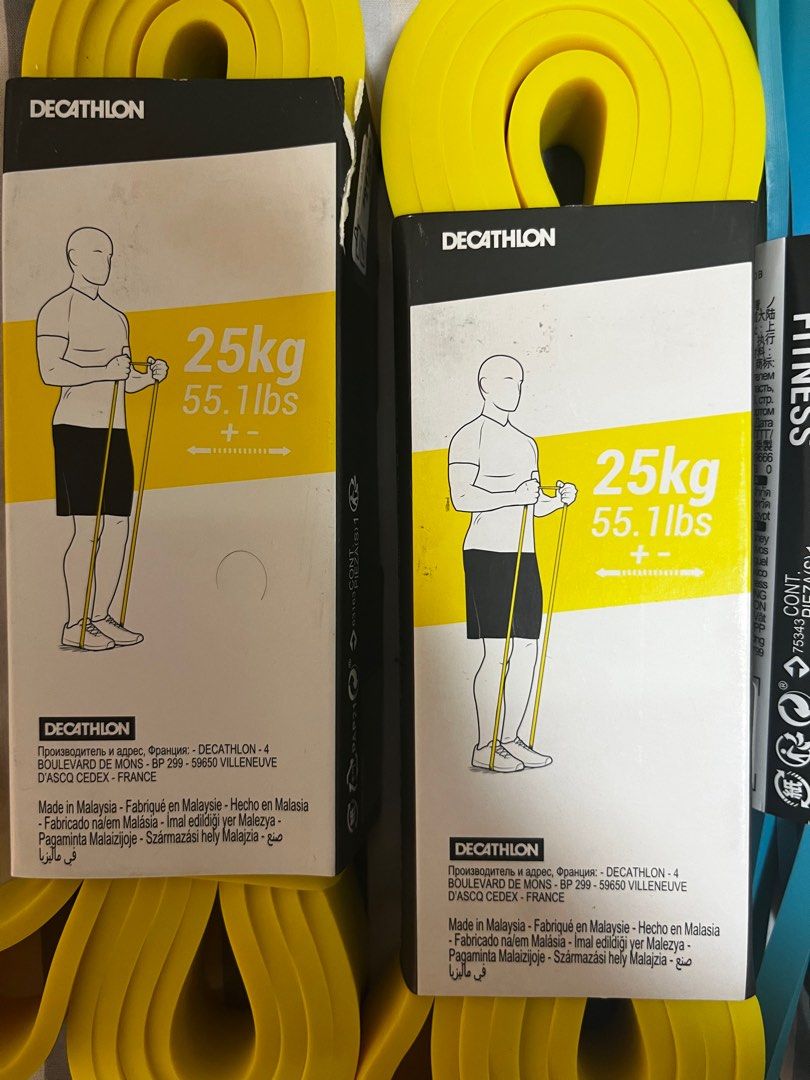 DECATHLON
25kg
55.1lbs
+ -
DECATHLON
Производитель и адрес, Франция: - DECATHLON - 4
BOULEVARD DE MONS - BP 299 - 59650 VILLENEUVE
D'ASCQ CEDEX - FRANCE
Made in Malaysia - Fabriqué en Malaysie - Hecho en Malasia
- Fabricado na/em Malásia - İmal edildiği yer Malezya -
Pagaminta Malaizijoje - Származási hely Malajzia - صنع
في ماليزيا
DECATHLON
25kg
55.1lbs
+ -
DECATHLON
Производитель и адрес, Франция: - DECATHLON - 4
BOULEVARD DE MONS - BP 299 - 59650 VILLENEUVE
D'ASCQ CEDEX - FRANCE
Made in Malaysia - Fabriqué en Malaysie - Hecho en Malasia
- Fabricado na/em Malásia - İmal edildiği yer Malezya -
Pagaminta Malaizijoje - Származási hely Malajzia - صنع
في ماليزيا
FITNESS
75343 CONT.